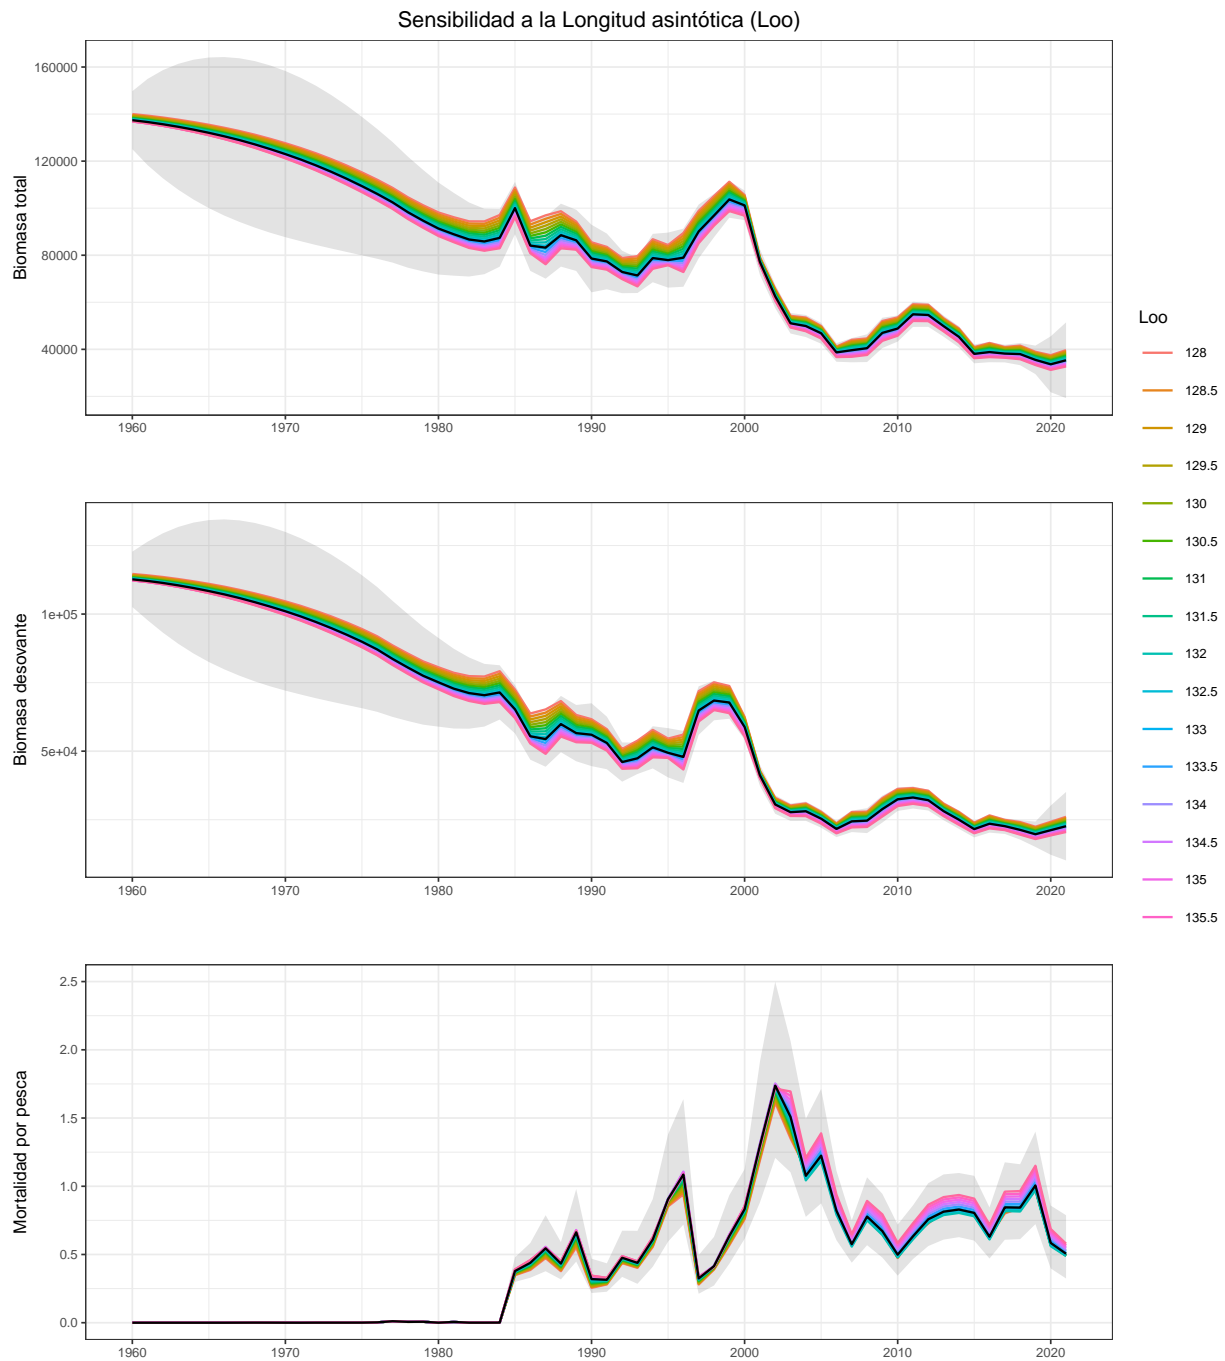 Sensibilidad a la Longitud asintótica (Loo)
Biomasa total
160000
120000
80000
40000
1960 1970 1980 1990 2000 2010 2020
Biomasa desovante
1e+05
5e+04
1960 1970 1980 1990 2000 2010 2020
Mortalidad por pesca
2.5
2.0
1.5
1.0
0.5
0.0
1960 1970 1980 1990 2000 2010 2020
Loo
128
128.5
129
129.5
130
130.5
131
131.5
132
132.5
133
133.5
134
134.5
135
135.5